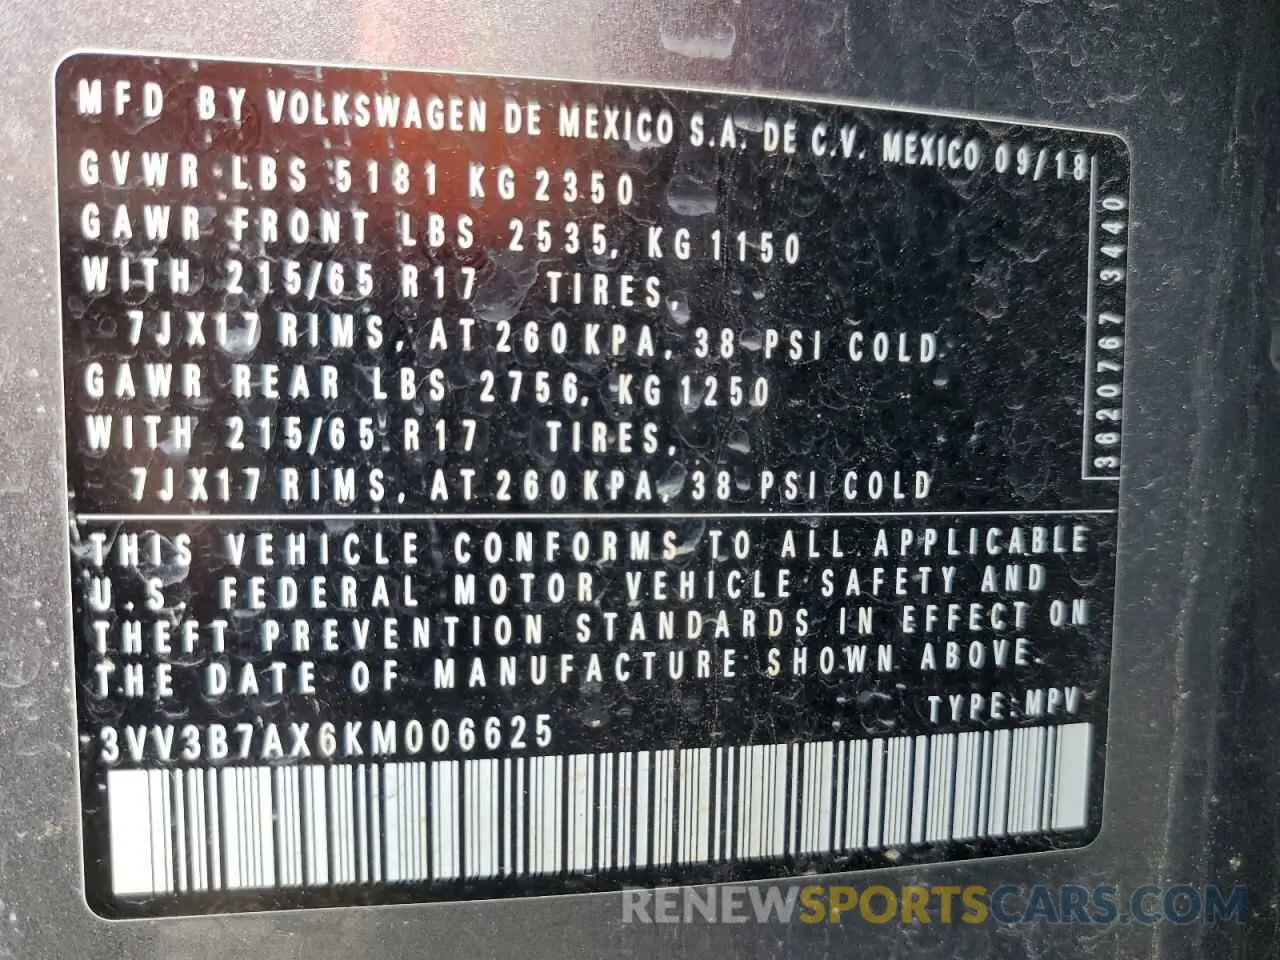 MFD BY VOLKSWAGEN DE MEXICO S.A. DE C.V. MEXICO 09/18
GVWR LBS 5181 KG 2350
GAWR FRONT LBS 2535, KG 1150
WITH 215/65 R17 TIRES,
7JX17 RIMS, AT 260 KPA, 38 PSI COLD
GAWR REAR LBS 2756, KG 1250
WITH 215/65 R17 TIRES,
7JX17 RIMS, AT 260 KPA, 38 PSI COLD
3620767 3440
THIS VEHICLE CONFORMS TO ALL APPLICABLE
U.S. FEDERAL MOTOR VEHICLE SAFETY AND
THEFT PREVENTION STANDARDS IN EFFECT ON
THE DATE OF MANUFACTURE SHOWN ABOVE.
TYPE: MPV
3VV3B7AX6KM006625
RENEWSPORTSCARS.COM